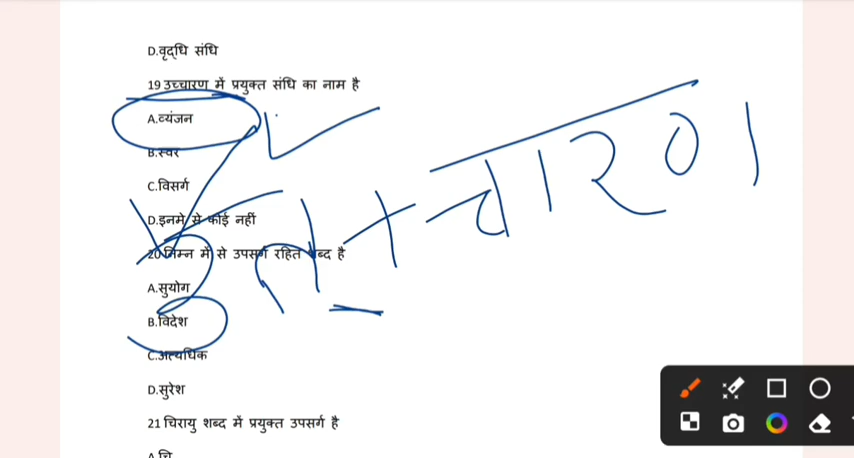 D.वृद्धि संधि
19 उच्चारण में प्रयुक्त संधि का नाम है
A.व्यंजन
B.स्वर
C.विसर्ग
D.इनमे से कोई नहीं
20 निम्न में से उपसर्ग रहित शब्द है
उत् + चारण
A.सुयोग
B.विदेश
C.अत्यधिक
D.सुरेश
21 चिरायु शब्द में प्रयुक्त उपसर्ग है
A.चि